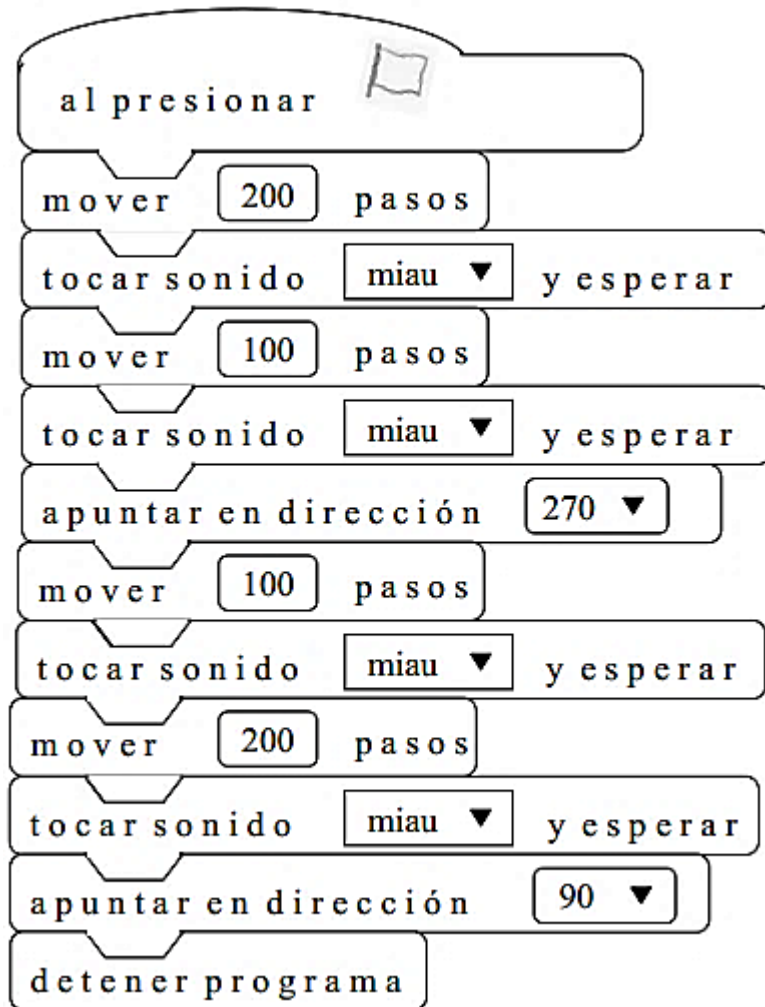 al presionar
mover 200 pasos
tocar sonido miau ▼ y esperar
mover 100 pasos
tocar sonido miau ▼ y esperar
apuntar en dirección 270 ▼
mover 100 pasos
tocar sonido miau ▼ y esperar
mover 200 pasos
tocar sonido miau ▼ y esperar
apuntar en dirección 90 ▼
detener programa